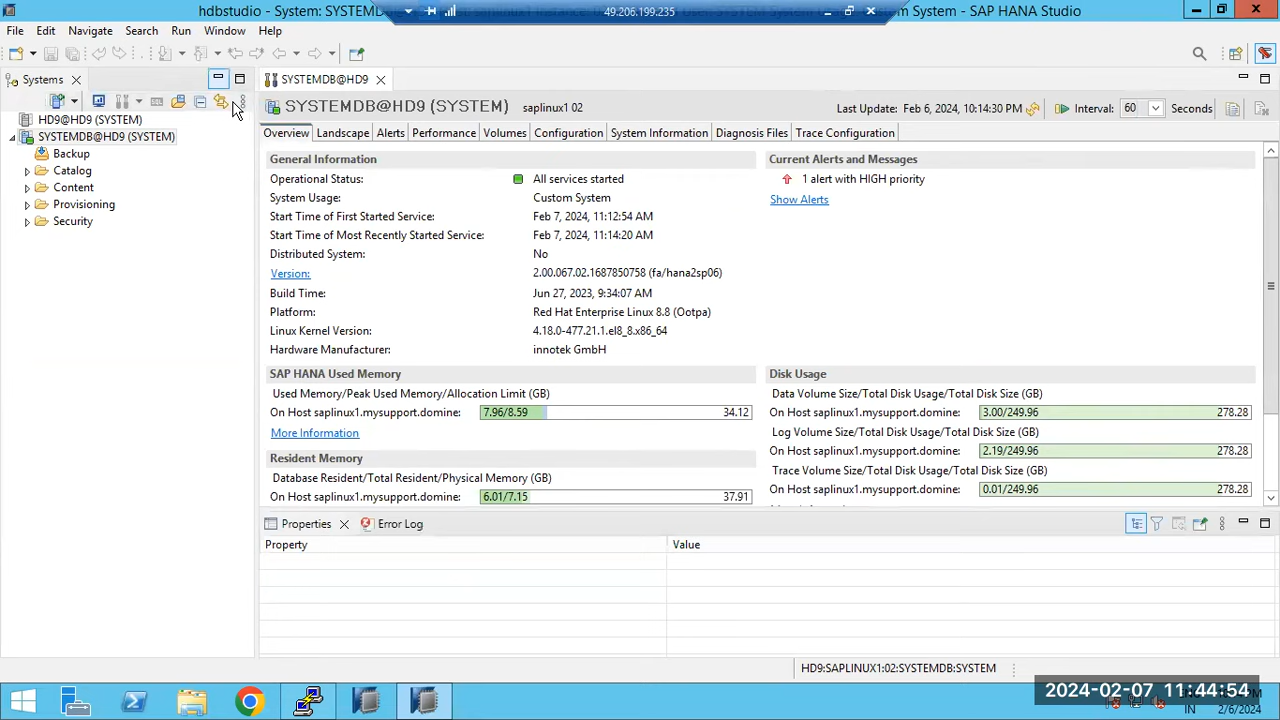 hdbstudio - System: SYSTEMD
49.206.199.235
stom System - SAP HANA Studio
File Edit Navigate Search Run Window Help
Systems
SYSTEMDB@HD9
SYSTEMDB@HD9 (SYSTEM) saplinux1 02
Last Update: Feb 6, 2024, 10:14:30 PM Interval: 60 Seconds
HD9@HD9 (SYSTEM)
SYSTEMDB@HD9 (SYSTEM)
Backup
Catalog
Content
Provisioning
Security
Overview Landscape Alerts Performance Volumes Configuration System Information Diagnosis Files Trace Configuration
General Information
Operational Status: All services started
System Usage: Custom System
Start Time of First Started Service: Feb 7, 2024, 11:12:54 AM
Start Time of Most Recently Started Service: Feb 7, 2024, 11:14:20 AM
Distributed System: No
Version: 2.00.067.02.1687850758 (fa/hana2sp06)
Build Time: Jun 27, 2023, 9:34:07 AM
Platform: Red Hat Enterprise Linux 8.8 (Ootpa)
Linux Kernel Version: 4.18.0-477.21.1.el8_8.x86_64
Hardware Manufacturer: innotek GmbH
Current Alerts and Messages
1 alert with HIGH priority
Show Alerts
SAP HANA Used Memory
Used Memory/Peak Used Memory/Allocation Limit (GB)
On Host saplinux1.mysupport.domine: 7.96/8.59 34.12
More Information
Resident Memory
Database Resident/Total Resident/Physical Memory (GB)
On Host saplinux1.mysupport.domine: 6.01/7.15 37.91
Disk Usage
Data Volume Size/Total Disk Usage/Total Disk Size (GB)
On Host saplinux1.mysupport.domine: 3.00/249.96 278.28
Log Volume Size/Total Disk Usage/Total Disk Size (GB)
On Host saplinux1.mysupport.domine: 2.19/249.96 278.28
Trace Volume Size/Total Disk Usage/Total Disk Size (GB)
On Host saplinux1.mysupport.domine: 0.01/249.96 278.28
Properties Error Log
Property Value
HD9:SAPLINUX1:02:SYSTEMDB:SYSTEM
2024-02-07 11:44:54
IN 2/6/2024